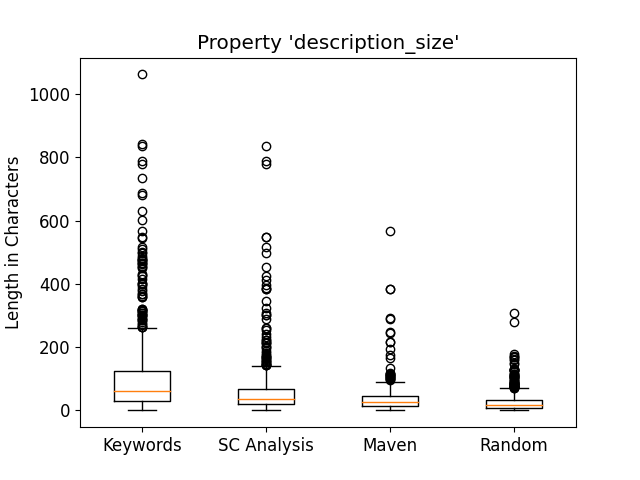 Property 'description_size'
Length in Characters
1000
800
600
400
200
0
Keywords SC Analysis Maven Random